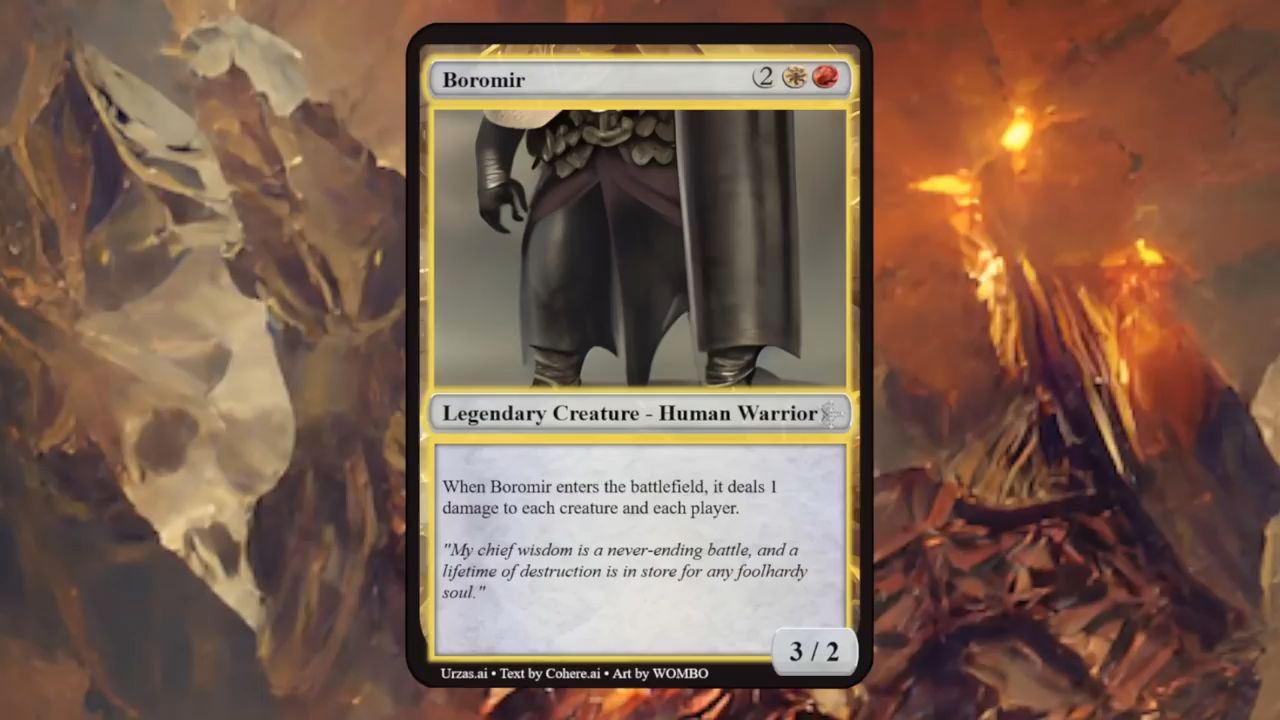 Boromir 2
Legendary Creature - Human Warrior
When Boromir enters the battlefield, it deals 1
damage to each creature and each player.
"My chief wisdom is a never-ending battle, and a
lifetime of destruction is in store for any foolhardy
soul."
3 / 2
Urzas.ai • Text by Cohere.ai • Art by WOMBO